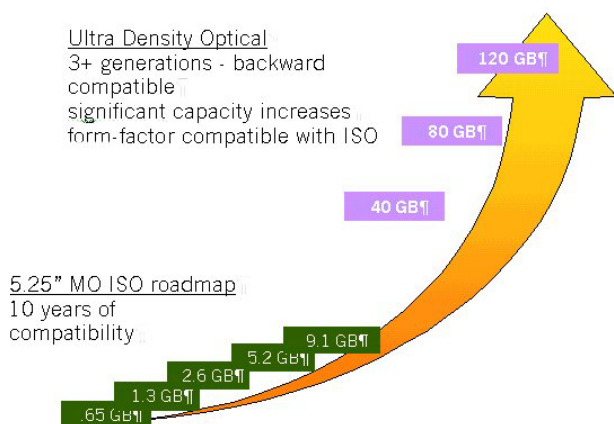 Ultra Density Optical
3+ generations - backward
compatible
significant capacity increases
form-factor compatible with ISO
120 GB¶
80 GB¶
40 GB¶
5.25” MO ISO roadmap
10 years of
compatibility
9.1 GB¶
5.2 GB¶
2.6 GB¶
1.3 GB¶
.65 GB¶